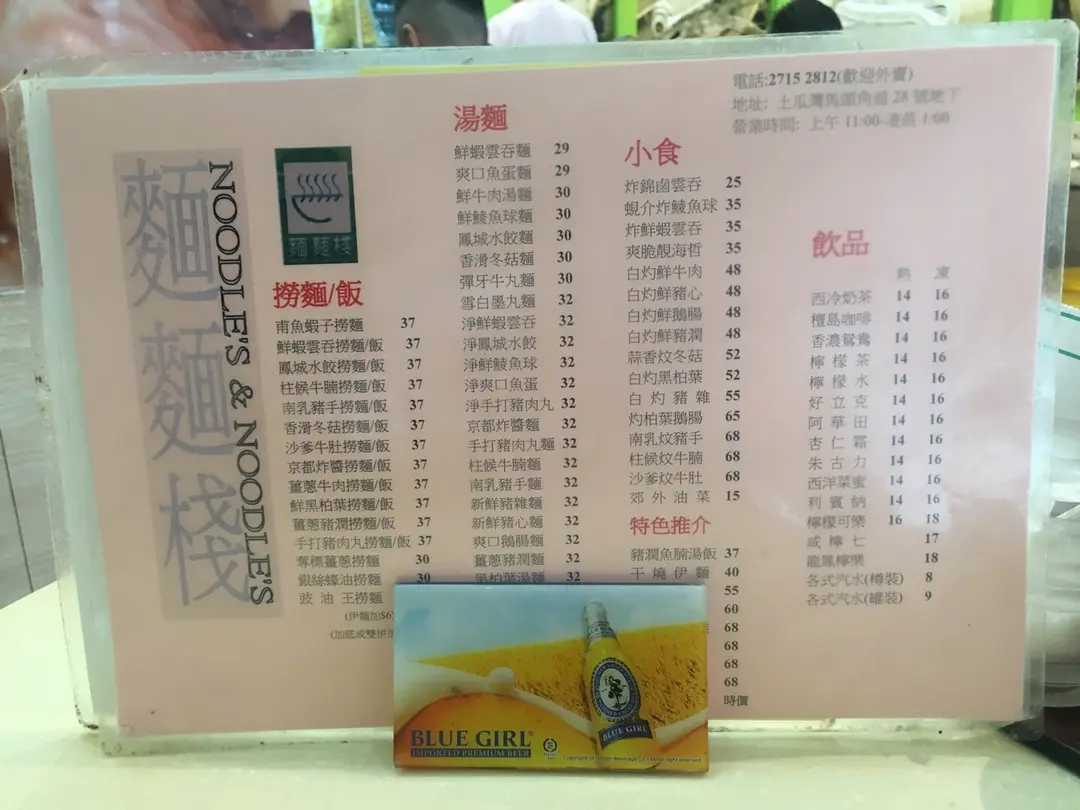 電話:2715 2812(歡迎外賣)
地址: 土瓜灣馬頭角道 28 號地下
營業時間: 上午 11:00-凌晨 1:00
麵麵棧
NOODLE'S & NOODLE'S
麵麵棧
撈麵/飯
甫魚蝦子撈麵 37
鮮蝦雲吞撈麵/飯 37
鳳城水餃撈麵/飯 37
柱候牛腩撈麵/飯 37
南乳豬手撈麵/飯 37
香滑冬菇撈麵/飯 37
沙爹牛肚撈麵/飯 37
京都炸醬撈麵/飯 37
薑蔥牛肉撈麵/飯 37
鮮黑柏葉撈麵/飯 37
薑蔥豬潤撈麵/飯 37
手打豬肉丸撈麵/飯 37
薑蔥撈麵 30
銀絲蠔油撈麵 30
豉油王撈麵
(伊麵加$6)
湯麵
鮮蝦雲吞麵 29
爽口魚蛋麵 29
鮮牛肉湯麵 30
鮮鯪魚球麵 30
鳳城水餃麵 30
香滑冬菇麵 30
彈牙牛丸麵 30
雪白墨丸麵 32
淨鮮蝦雲吞 32
淨鳳城水餃 32
淨鮮鯪魚球 32
淨爽口魚蛋 32
淨手打豬肉丸 32
京都炸醬麵 32
手打豬肉丸麵 32
柱候牛腩麵 32
南乳豬手麵 32
新鮮豬雜麵 32
新鮮豬心麵 32
爽口鵝腸麵 32
薑蔥豬潤麵 32
黑柏葉湯麵 32
小食
炸錦鹵雲吞 25
蜆介炸鯪魚球 35
炸鮮蝦雲吞 35
爽脆靚海哲 35
白灼鮮牛肉 48
白灼鮮豬心 48
白灼鮮鵝腸 48
白灼鮮豬潤 48
蒜香炆冬菇 52
白灼黑柏葉 52
白灼豬雜 55
灼柏葉鵝腸 65
南乳炆豬手 68
柱候炆牛腩 68
沙爹炆牛肚 68
郊外油菜 15
特色推介
豬潤魚腩湯飯 37
干燒伊麵 40
55
60
68
68
68
68
時價
飲品
熱 凍
西冷奶茶 14 16
檀島咖啡 14 16
香濃鴛鴦 14 16
檸檬茶 14 16
檸檬水 14 16
好立克 14 16
阿華田 14 16
杏仁霜 14 16
朱古力 14 16
西洋菜蜜 14 16
利賓納 14 16
檸檬可樂 16 18
咸檸七 17
龍鳳檸樂 18
各式汽水(樽裝) 8
各式汽水(罐裝) 9
BLUE GIRL
IMPORTED PREMIUM BEER
BLUE GIRL